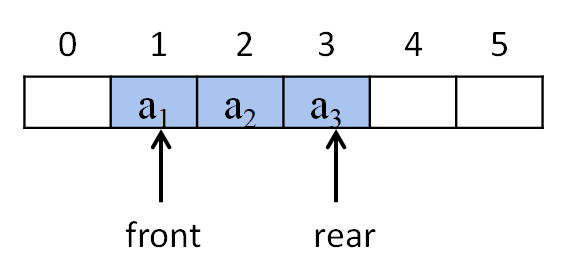 0 1 2 3 4 5
a₁ a₂ a₃
front rear